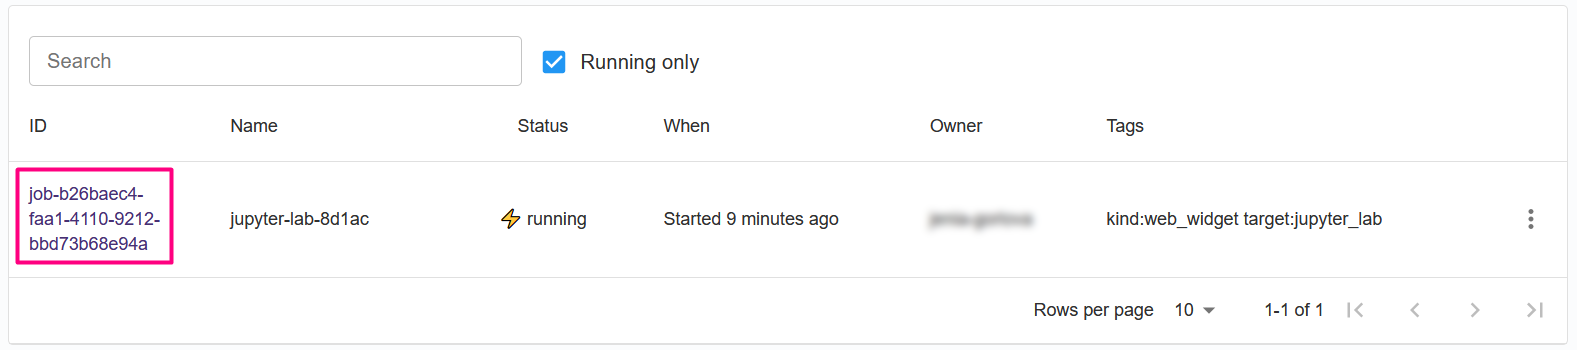 Search
Running only
ID Name Status When Owner Tags
job-b26baec4-
faa1-4110-9212-
bbd73b68e94a
jupyter-lab-8d1ac
running
Started 9 minutes ago
kind:web_widget target:jupyter_lab
Rows per page 10 1-1 of 1